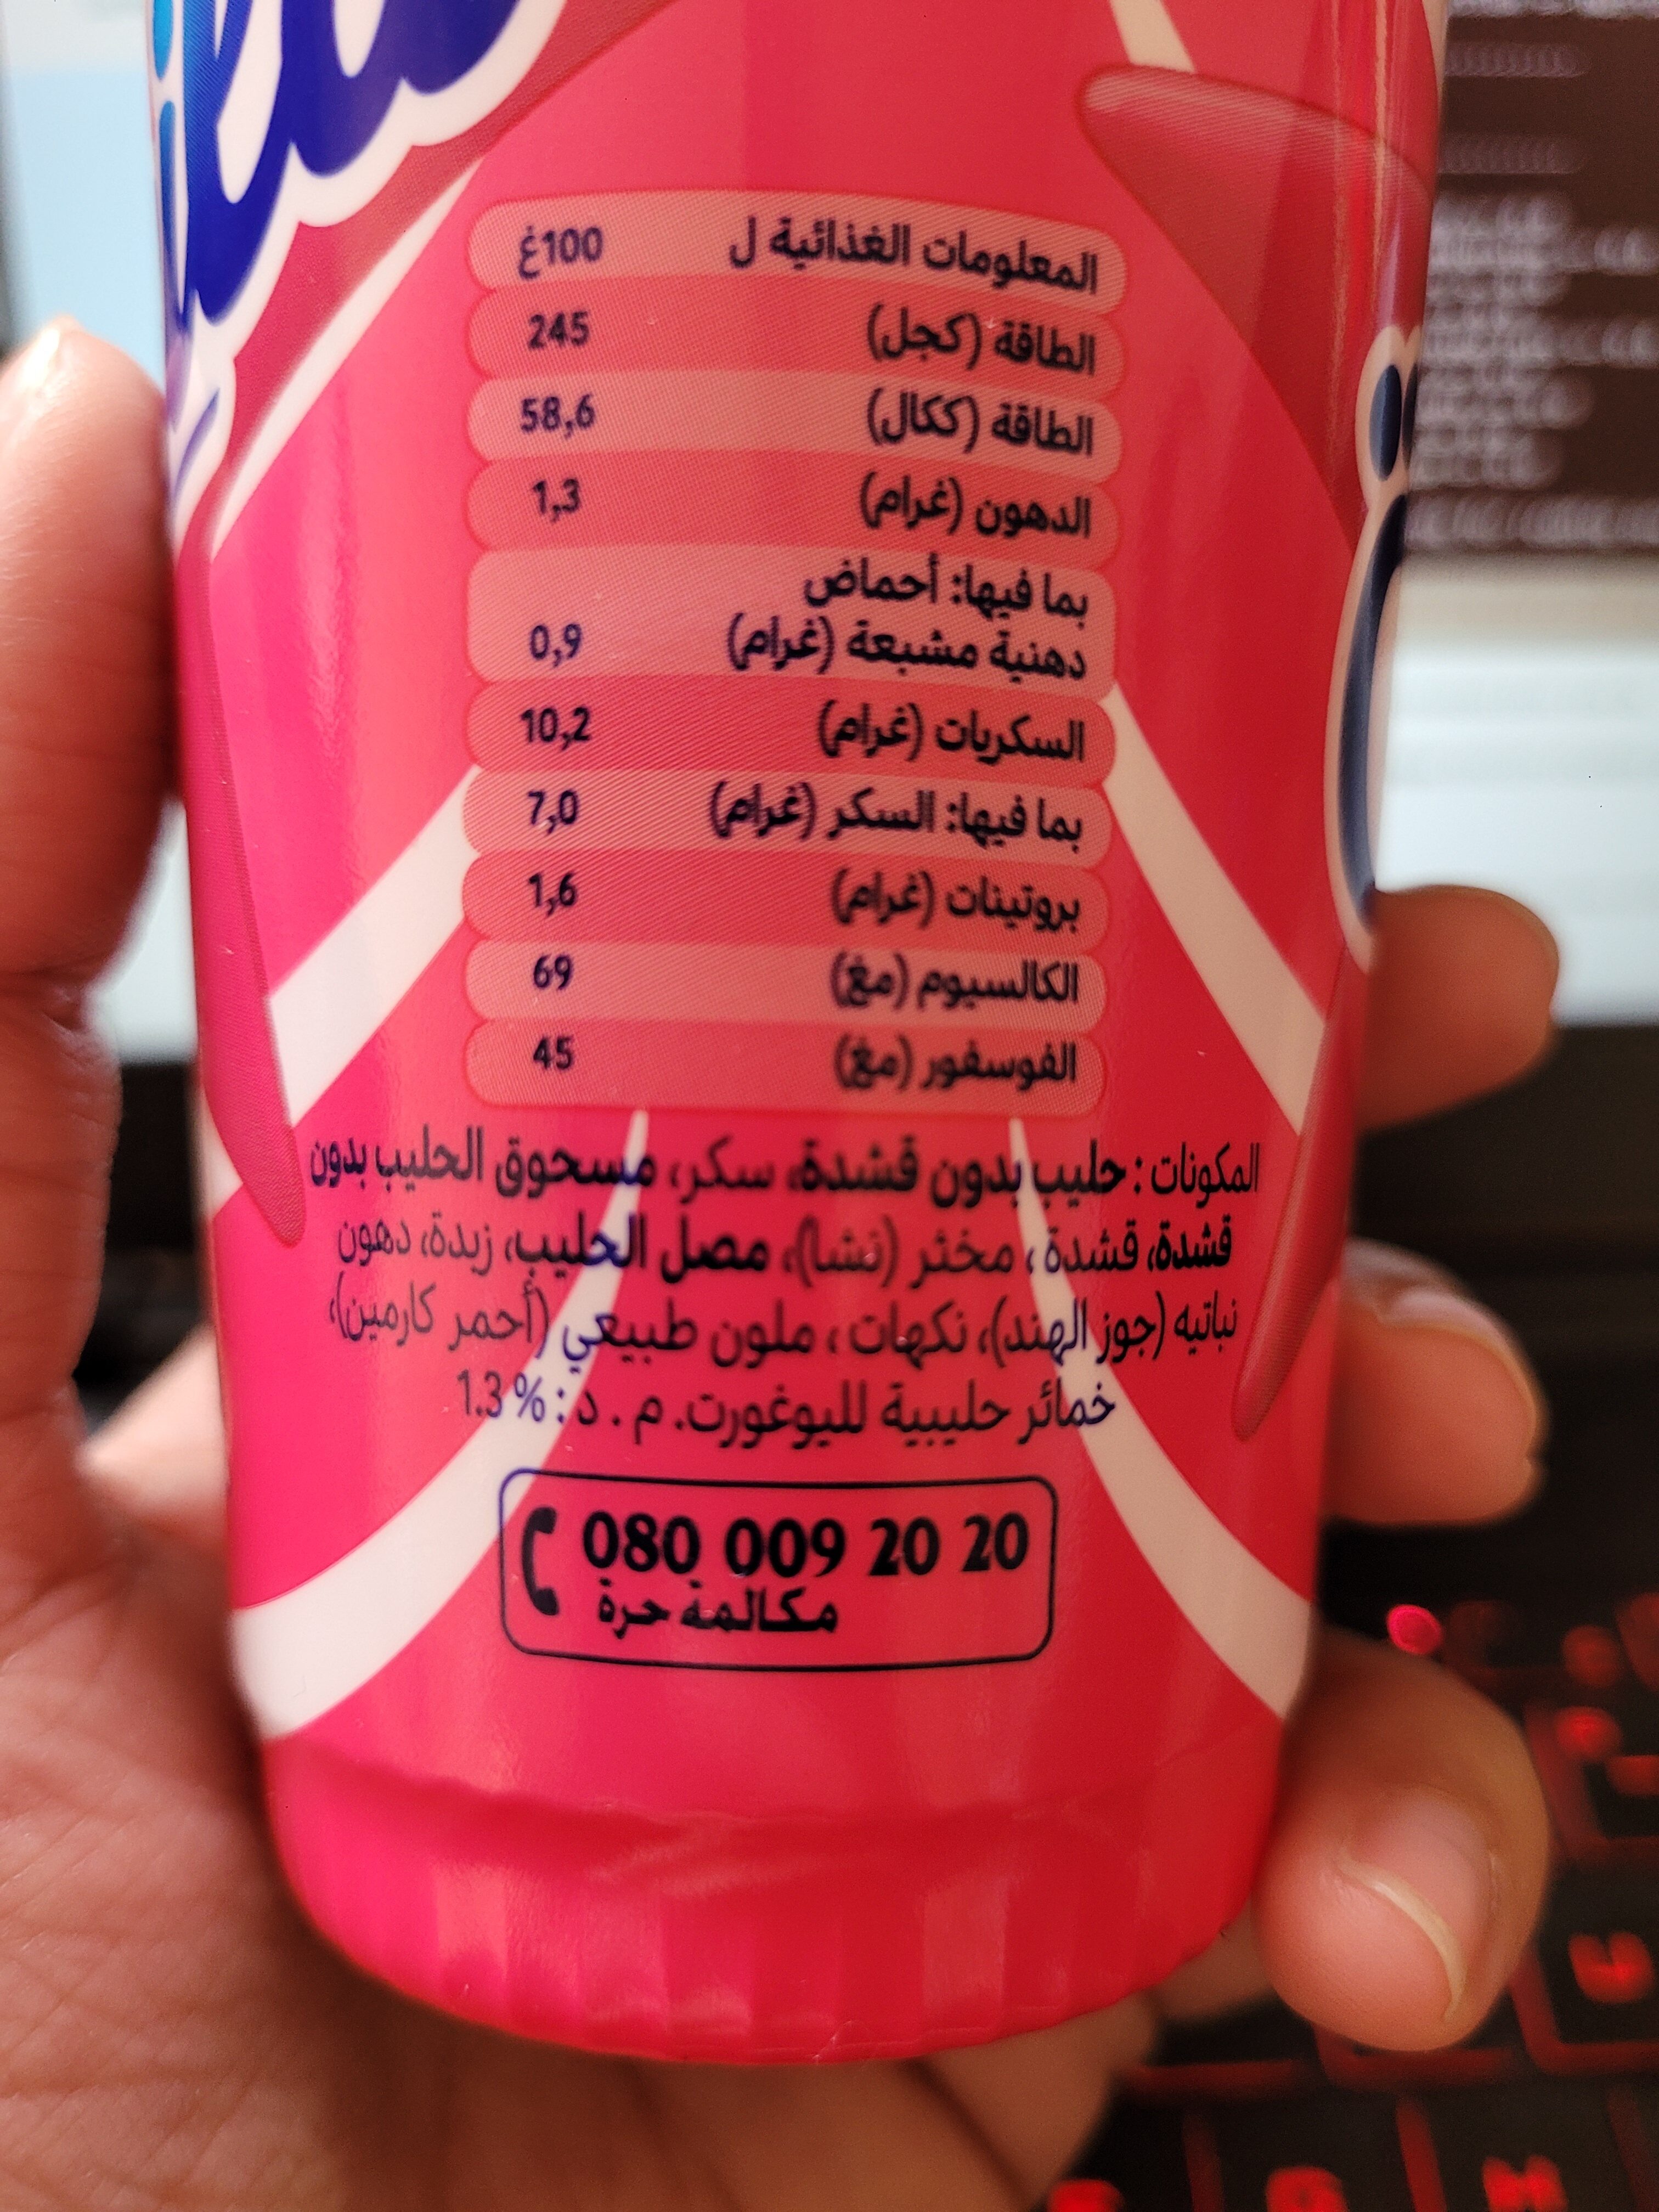 المعلومات الغذائية ل 100غ
الطاقة (كجل) 245
الطاقة (ككال) 58,6
الدهون (غرام) 1,3
بما فيها: أحماض
دهنية مشبعة (غرام) 0,9
السكريات (غرام) 10,2
بما فيها: السكر (غرام) 7,0
بروتينات (غرام) 1,6
الكالسيوم (مغ) 69
الفوسفور (مغ) 45
المكونات : حليب بدون قشدة، سكر، مسحوق الحليب بدون
قشدة، قشدة ، مخثر (نشا)، مصل الحليب، زبدة، دهون
نباتيه (جوز الهند)، نكهات ، ملون طبيعي (أحمر كارمين)،
خمائر حليبية لليوغورت. م . د : % 1.3
080 009 20 20
مكالمة حرة